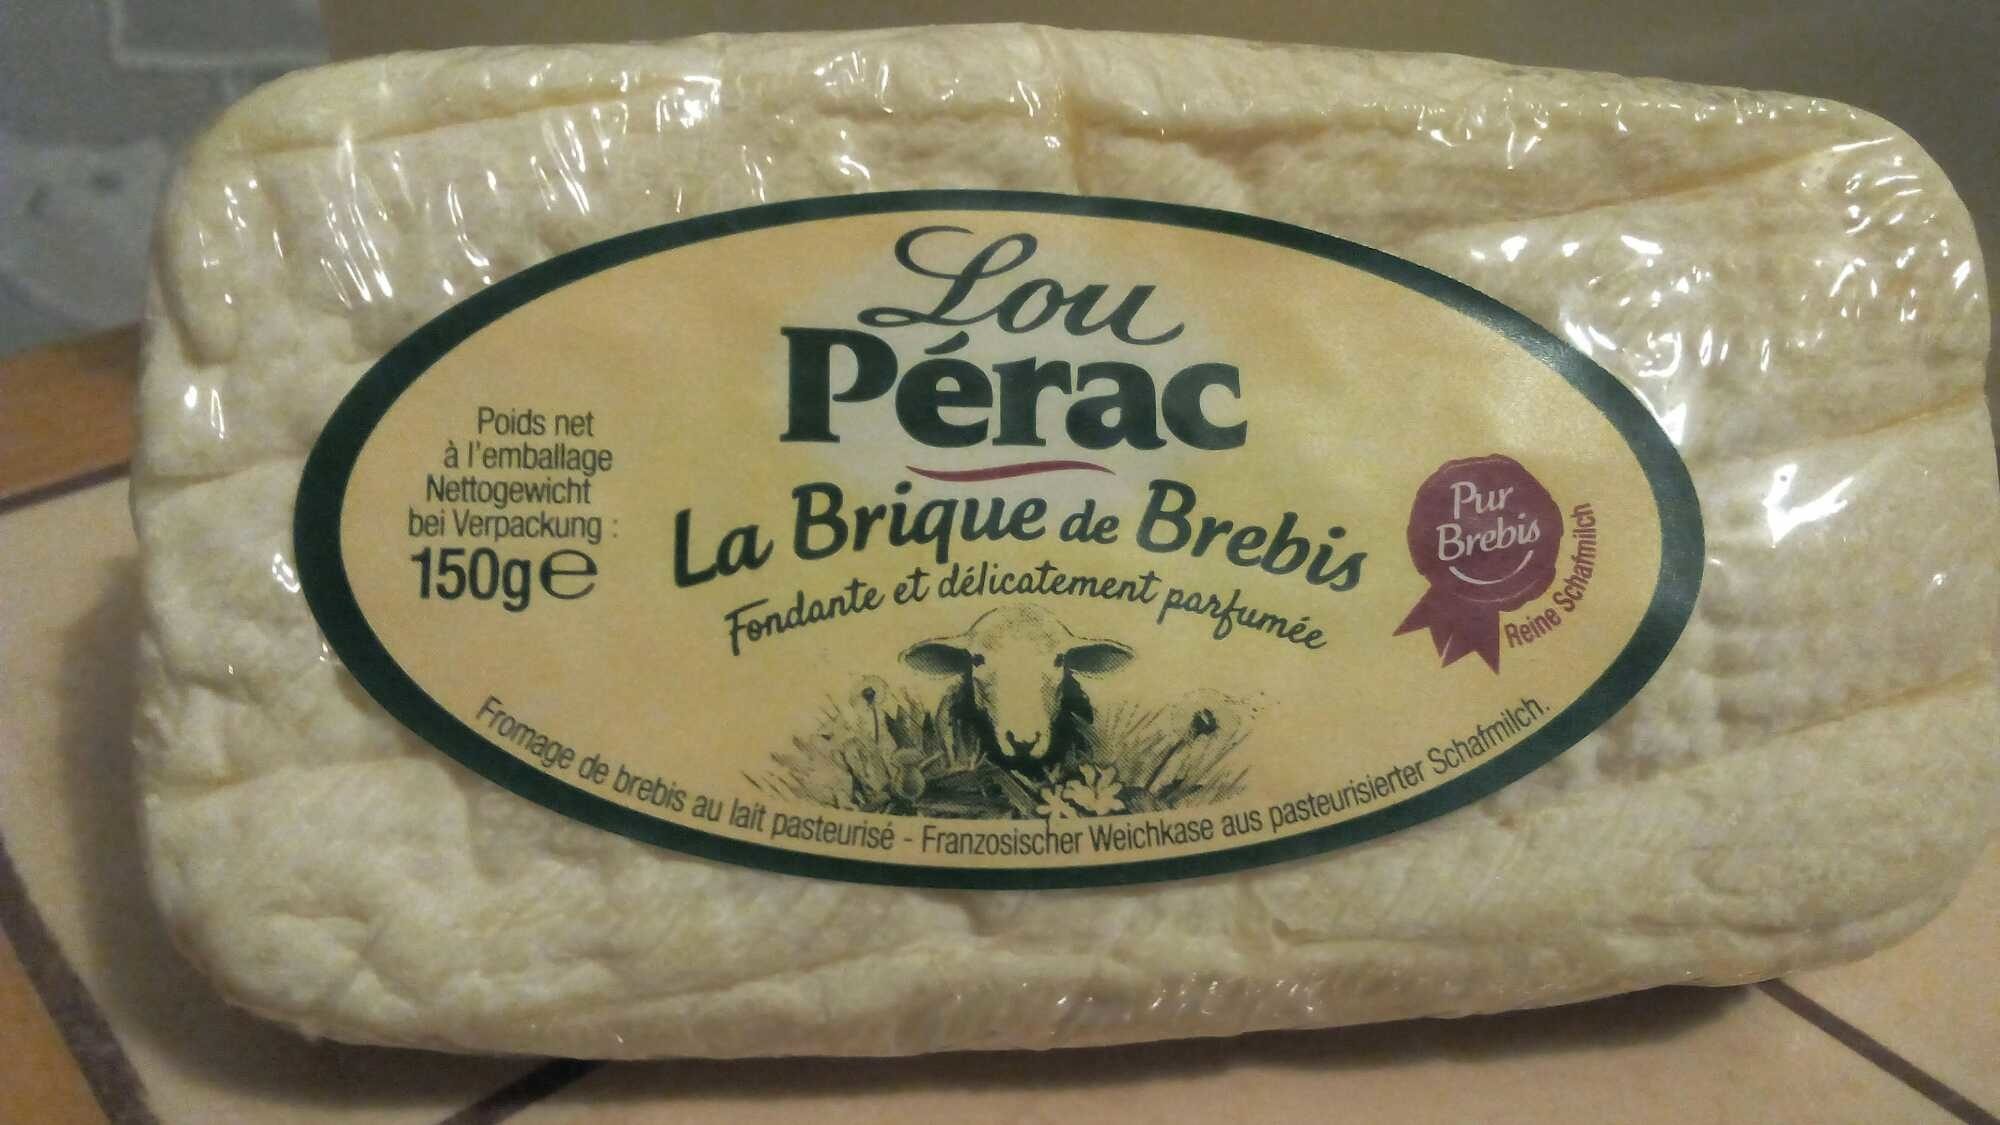 Lou
Pérac
La Brique de Brebis
Fondante et délicatement parfumée
Poids net
à l'emballage
Nettogewicht
bei Verpackung :
150g℮
Pur
Brebis
Reine Schafmilch
Fromage de brebis au lait pasteurisé - Franzosischer Weichkase aus pasteurisierter Schafmilch.